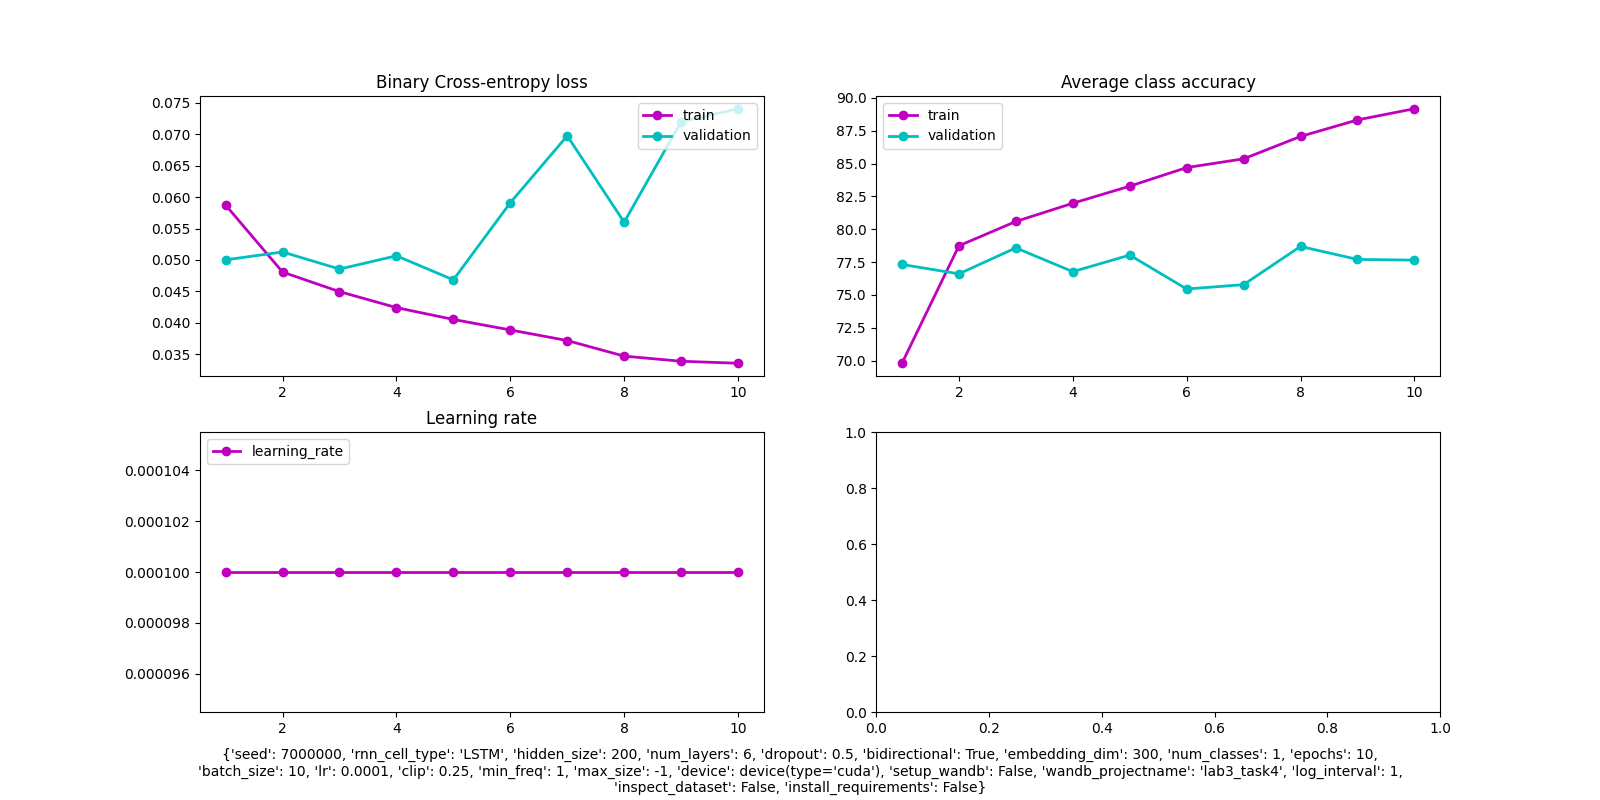 Binary Cross-entropy loss
0.075
0.070
0.065
0.060
0.055
0.050
0.045
0.040
0.035
train
validation
2 4 6 8 10
Average class accuracy
90.0
87.5
85.0
82.5
80.0
77.5
75.0
72.5
70.0
train
validation
2 4 6 8 10
Learning rate
0.000104
0.000102
0.000100
0.000098
0.000096
learning_rate
2 4 6 8 10
1.0
0.8
0.6
0.4
0.2
0.0
0.0 0.2 0.4 0.6 0.8 1.0
{'seed': 7000000, 'rnn_cell_type': 'LSTM', 'hidden_size': 200, 'num_layers': 6, 'dropout': 0.5, 'bidirectional': True, 'embedding_dim': 300, 'num_classes': 1, 'epochs': 10,
'batch_size': 10, 'lr': 0.0001, 'clip': 0.25, 'min_freq': 1, 'max_size': -1, 'device': device(type='cuda'), 'setup_wandb': False, 'wandb_projectname': 'lab3_task4', 'log_interval': 1,
'inspect_dataset': False, 'install_requirements': False}